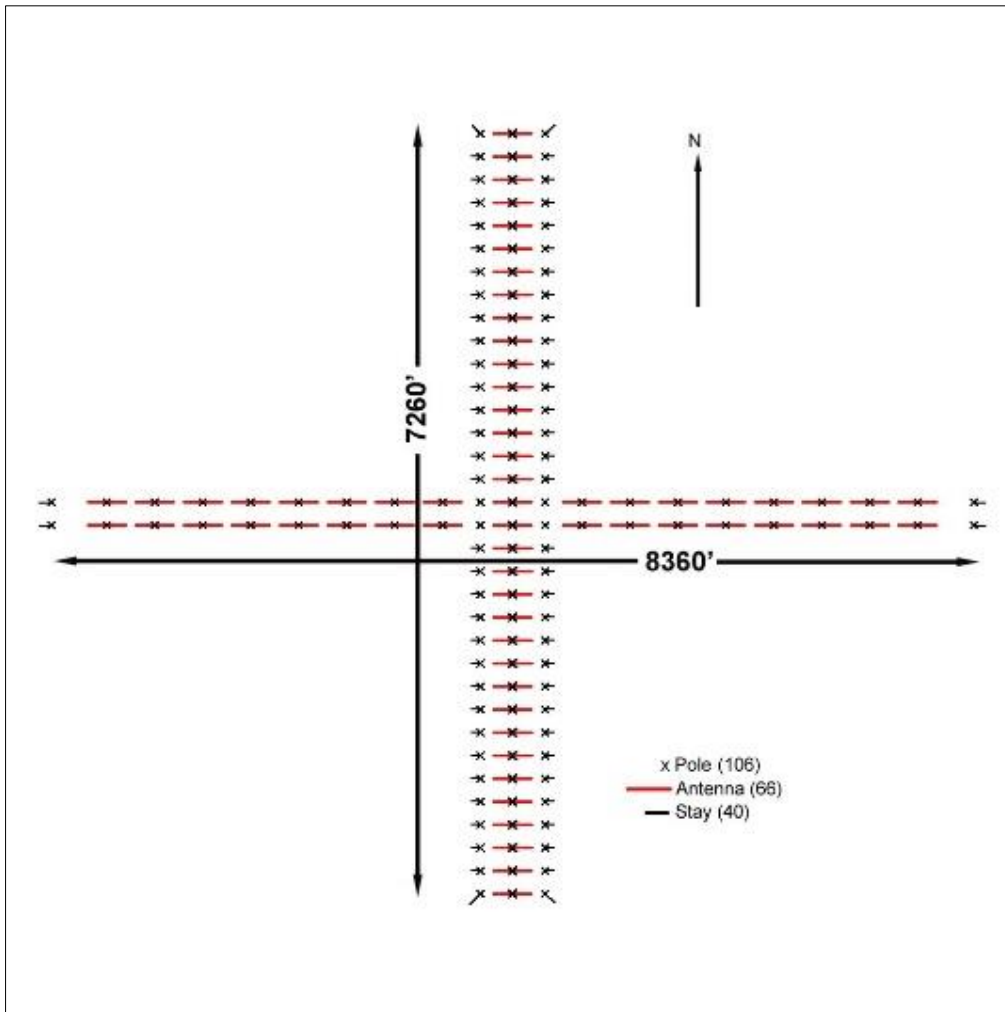 N
7260’
8360’
x Pole (106)
Antenna (66)
Stay (40)